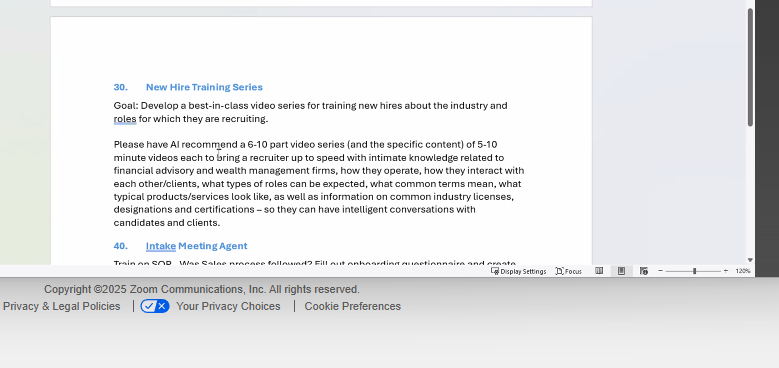 30. New Hire Training Series
Goal: Develop a best-in-class video series for training new hires about the industry and
roles for which they are recruiting.
Please have AI recommend a 6-10 part video series (and the specific content) of 5-10
minute videos each to bring a recruiter up to speed with intimate knowledge related to
financial advisory and wealth management firms, how they operate, how they interact with
each other/clients, what types of roles can be expected, what common terms mean, what
typical products/services look like, as well as information on common industry licenses,
designations and certifications – so they can have intelligent conversations with
candidates and clients.
40. Intake Meeting Agent
Train on SOP. Was Sales process followed? Fill out onboarding questionnaire and create
Display Settings Focus 120%
Copyright ©2025 Zoom Communications, Inc. All rights reserved.
Privacy & Legal Policies | Your Privacy Choices | Cookie Preferences